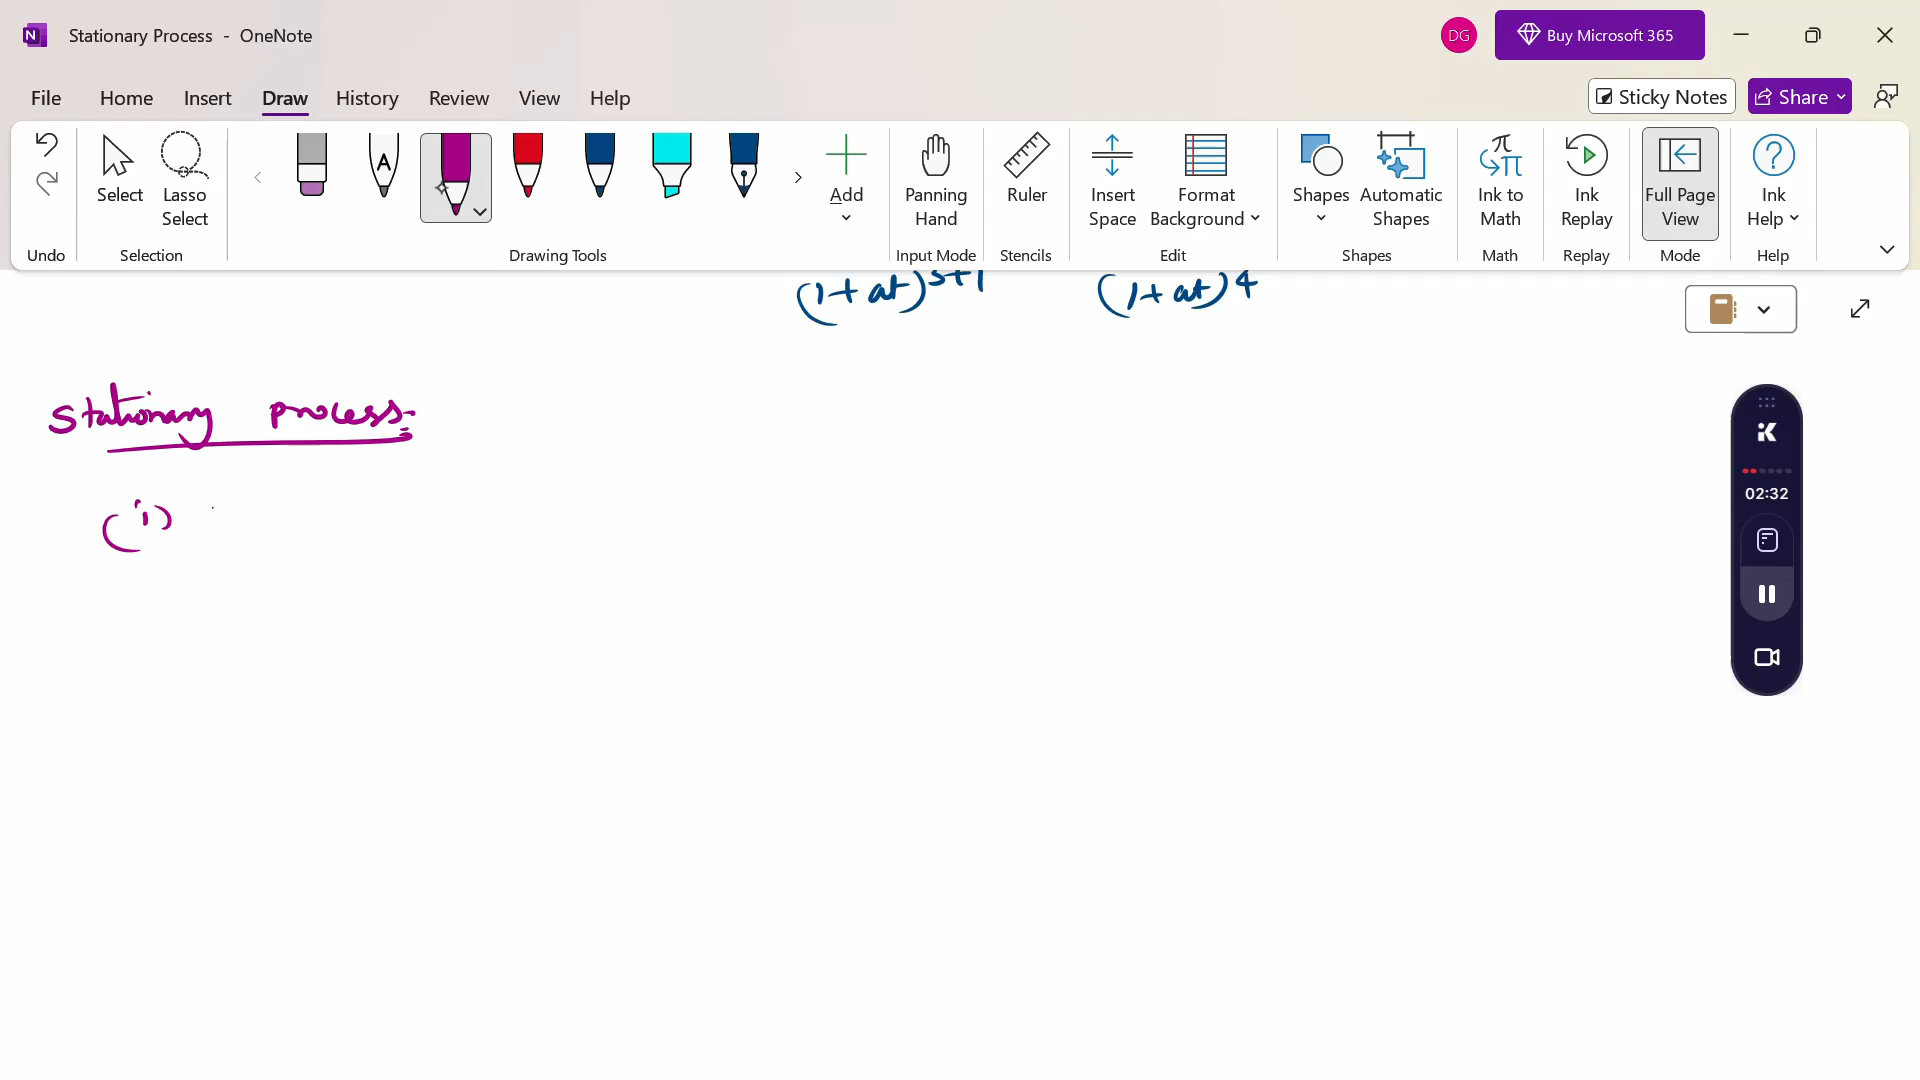 Stationary Process - OneNote
DG
Buy Microsoft 365
File Home Insert Draw History Review View Help
Sticky Notes
Share
Select
Lasso Select
A
Add
Panning Hand
Ruler
Insert Space
Format Background
Shapes
Automatic Shapes
Ink to Math
Ink Replay
Full Page View
Ink Help
Undo
Selection
Drawing Tools
Input Mode
Stencils
Edit
Shapes
Math
Replay
Mode
Help
(1+at)^4
Stationary process.
(i)
02:32